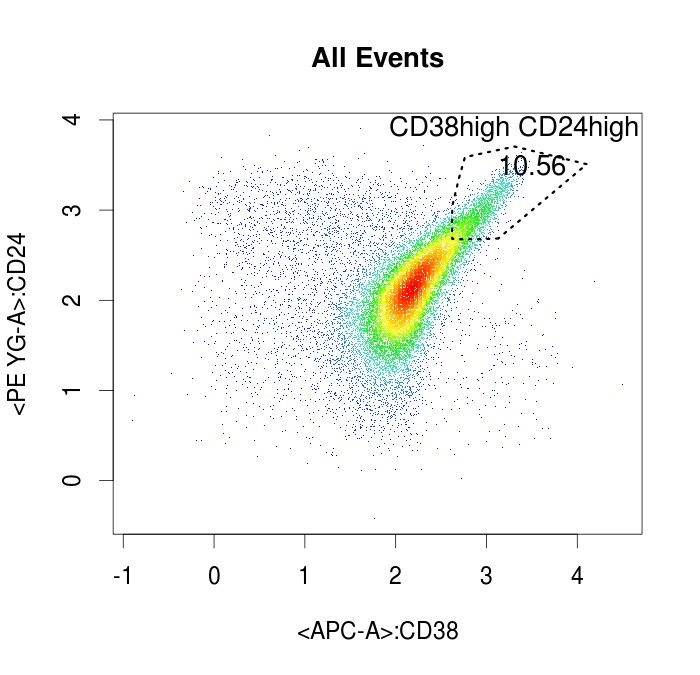 All Events
CD38high CD24high
10.56
4
3
2
1
0
<PE YG-A>:CD24
-1 0 1 2 3 4
<APC-A>:CD38